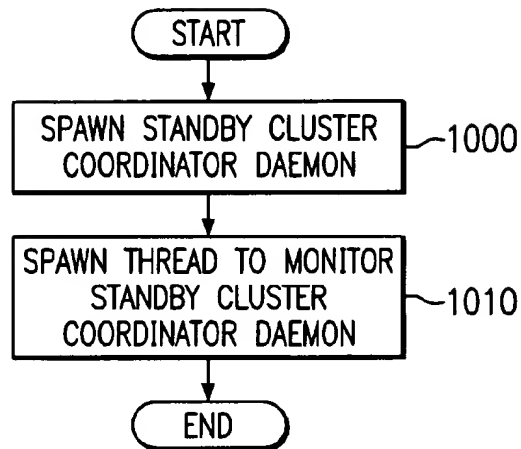 START
SPAWN STANDBY CLUSTER
COORDINATOR DAEMON
1000
SPAWN THREAD TO MONITOR
STANDBY CLUSTER
COORDINATOR DAEMON
1010
END